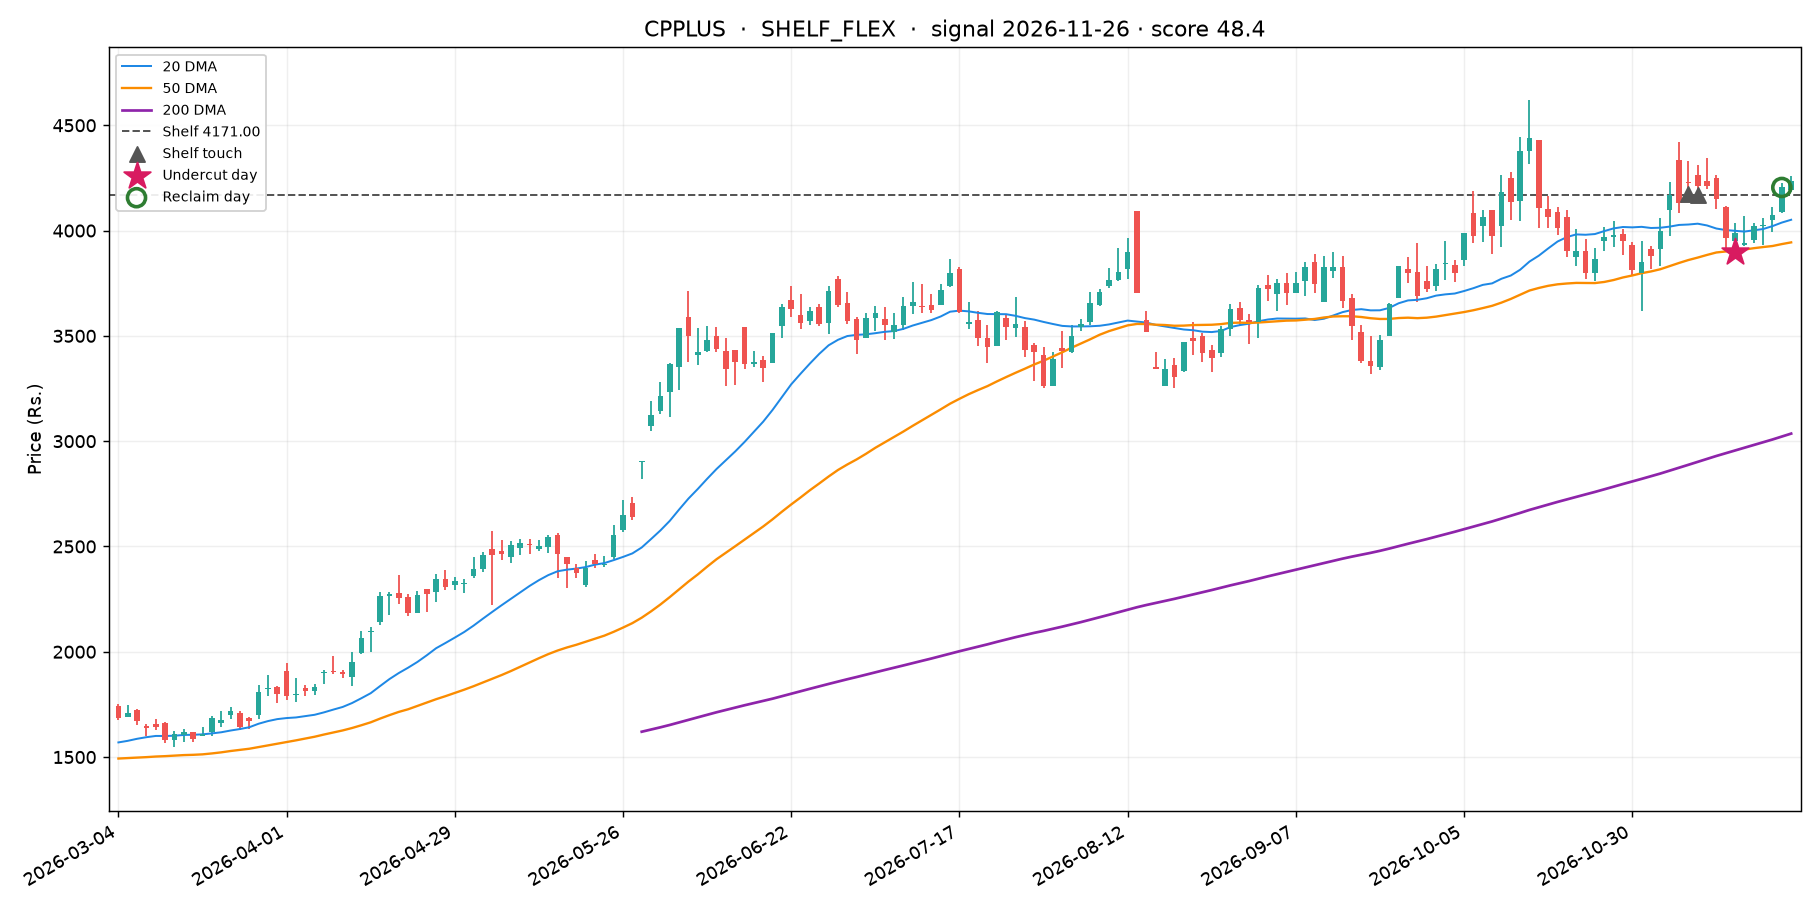 CPPLUS · SHELF_FLEX · signal 2026-11-26 · score 48.4
20 DMA
50 DMA
200 DMA
Shelf 4171.00
Shelf touch
Undercut day
Reclaim day
Price (Rs.)
4500
4000
3500
3000
2500
2000
1500
2026-03-04
2026-04-01
2026-04-29
2026-05-26
2026-06-22
2026-07-17
2026-08-12
2026-09-07
2026-10-05
2026-10-30